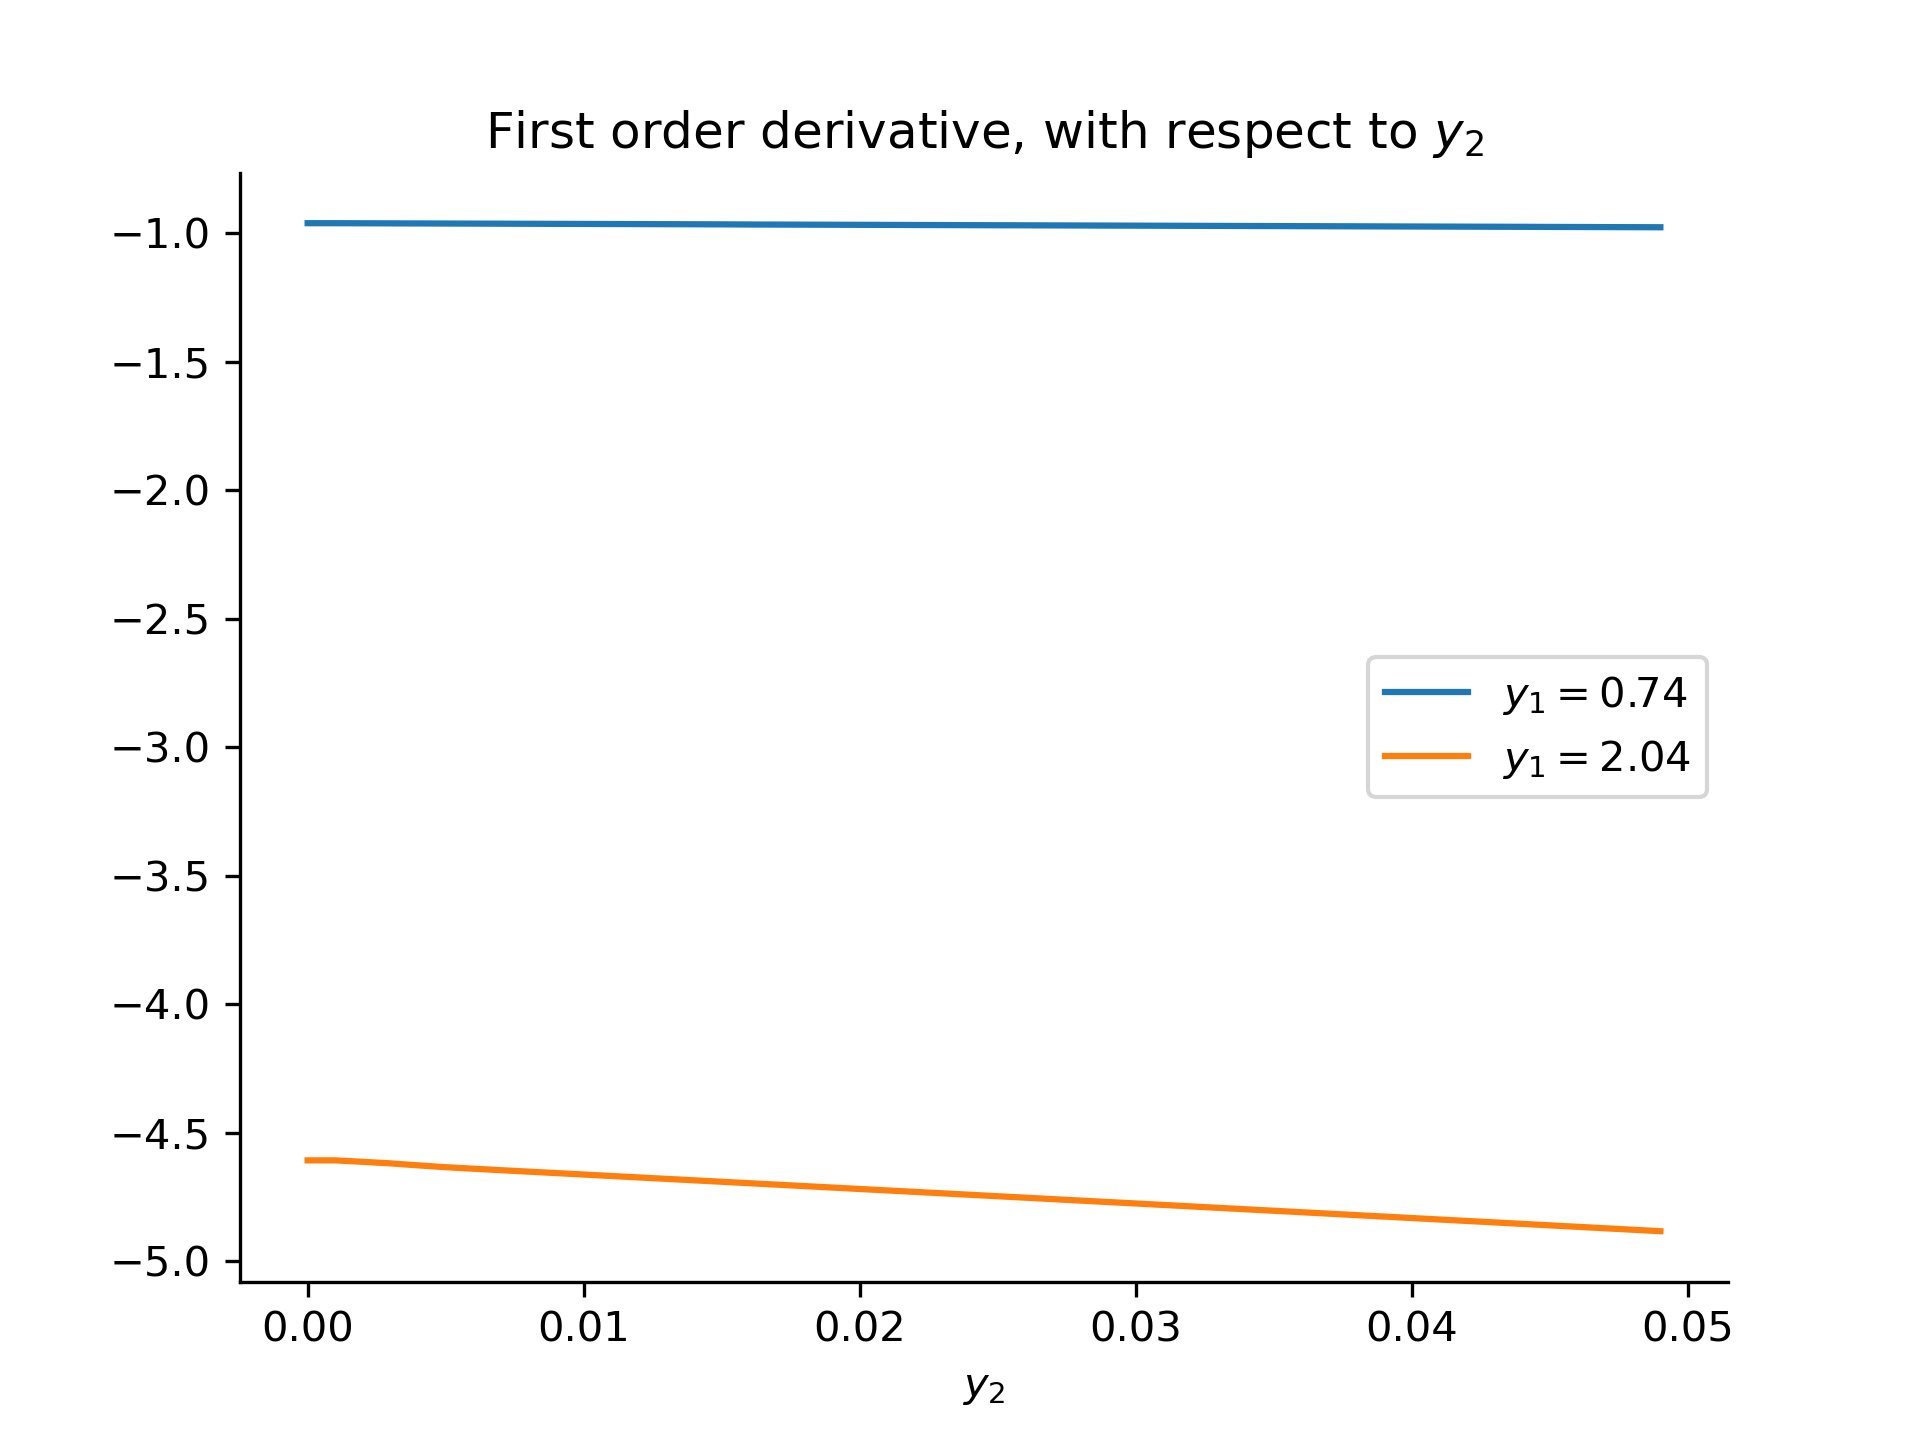 First order derivative, with respect to y₂
−1.0
−1.5
−2.0
−2.5
−3.0
−3.5
−4.0
−4.5
−5.0
y₁ = 0.74
y₁ = 2.04
0.00 0.01 0.02 0.03 0.04 0.05
y₂